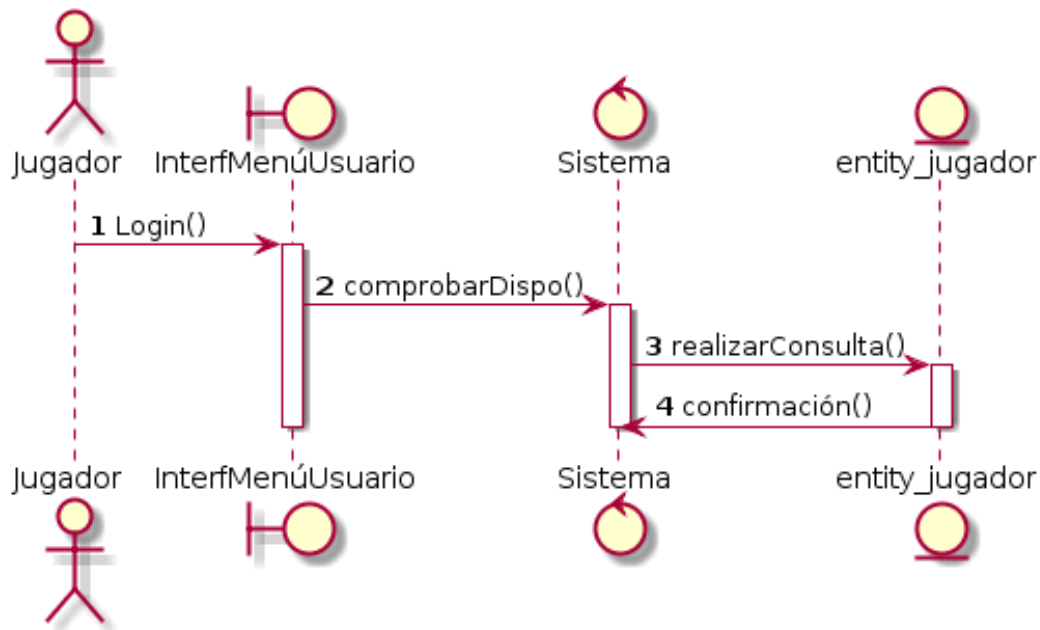 Jugador InterfMenúUsuario Sistema entity_jugador
1 Login()
2 comprobarDispo()
3 realizarConsulta()
4 confirmación()
Jugador InterfMenúUsuario Sistema entity_jugador